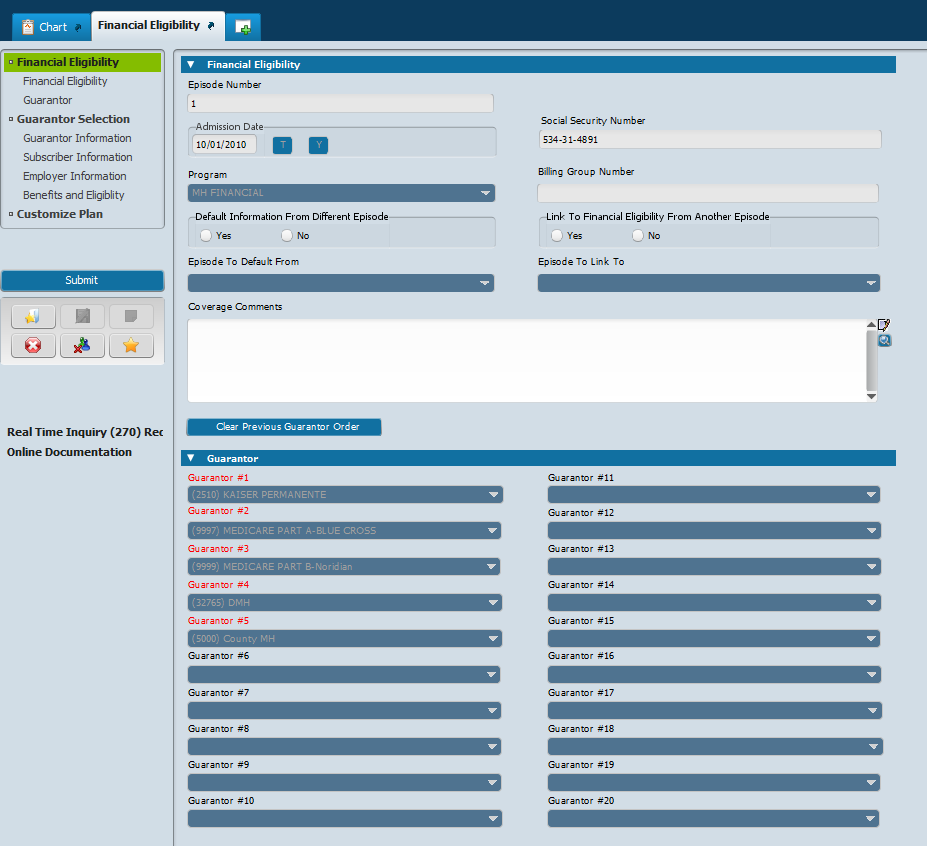 Chart
Financial Eligibility
Financial Eligibility
Financial Eligibility
Guarantor
Guarantor Selection
Guarantor Information
Subscriber Information
Employer Information
Benefits and Eligiblity
Customize Plan
Submit
Real Time Inquiry (270) Rec
Online Documentation
Financial Eligibility
Episode Number
1
Admission Date
10/01/2010 T Y
Social Security Number
534-31-4891
Program
MH FINANCIAL
Billing Group Number
Default Information From Different Episode
Yes No
Link To Financial Eligibility From Another Episode
Yes No
Episode To Default From
Episode To Link To
Coverage Comments
Clear Previous Guarantor Order
Guarantor
Guarantor #1
(2510) KAISER PERMANENTE
Guarantor #2
(9997) MEDICARE PART A-BLUE CROSS
Guarantor #3
(9999) MEDICARE PART B-Noridian
Guarantor #4
(32765) DMH
Guarantor #5
(5000) County MH
Guarantor #6
Guarantor #7
Guarantor #8
Guarantor #9
Guarantor #10
Guarantor #11
Guarantor #12
Guarantor #13
Guarantor #14
Guarantor #15
Guarantor #16
Guarantor #17
Guarantor #18
Guarantor #19
Guarantor #20